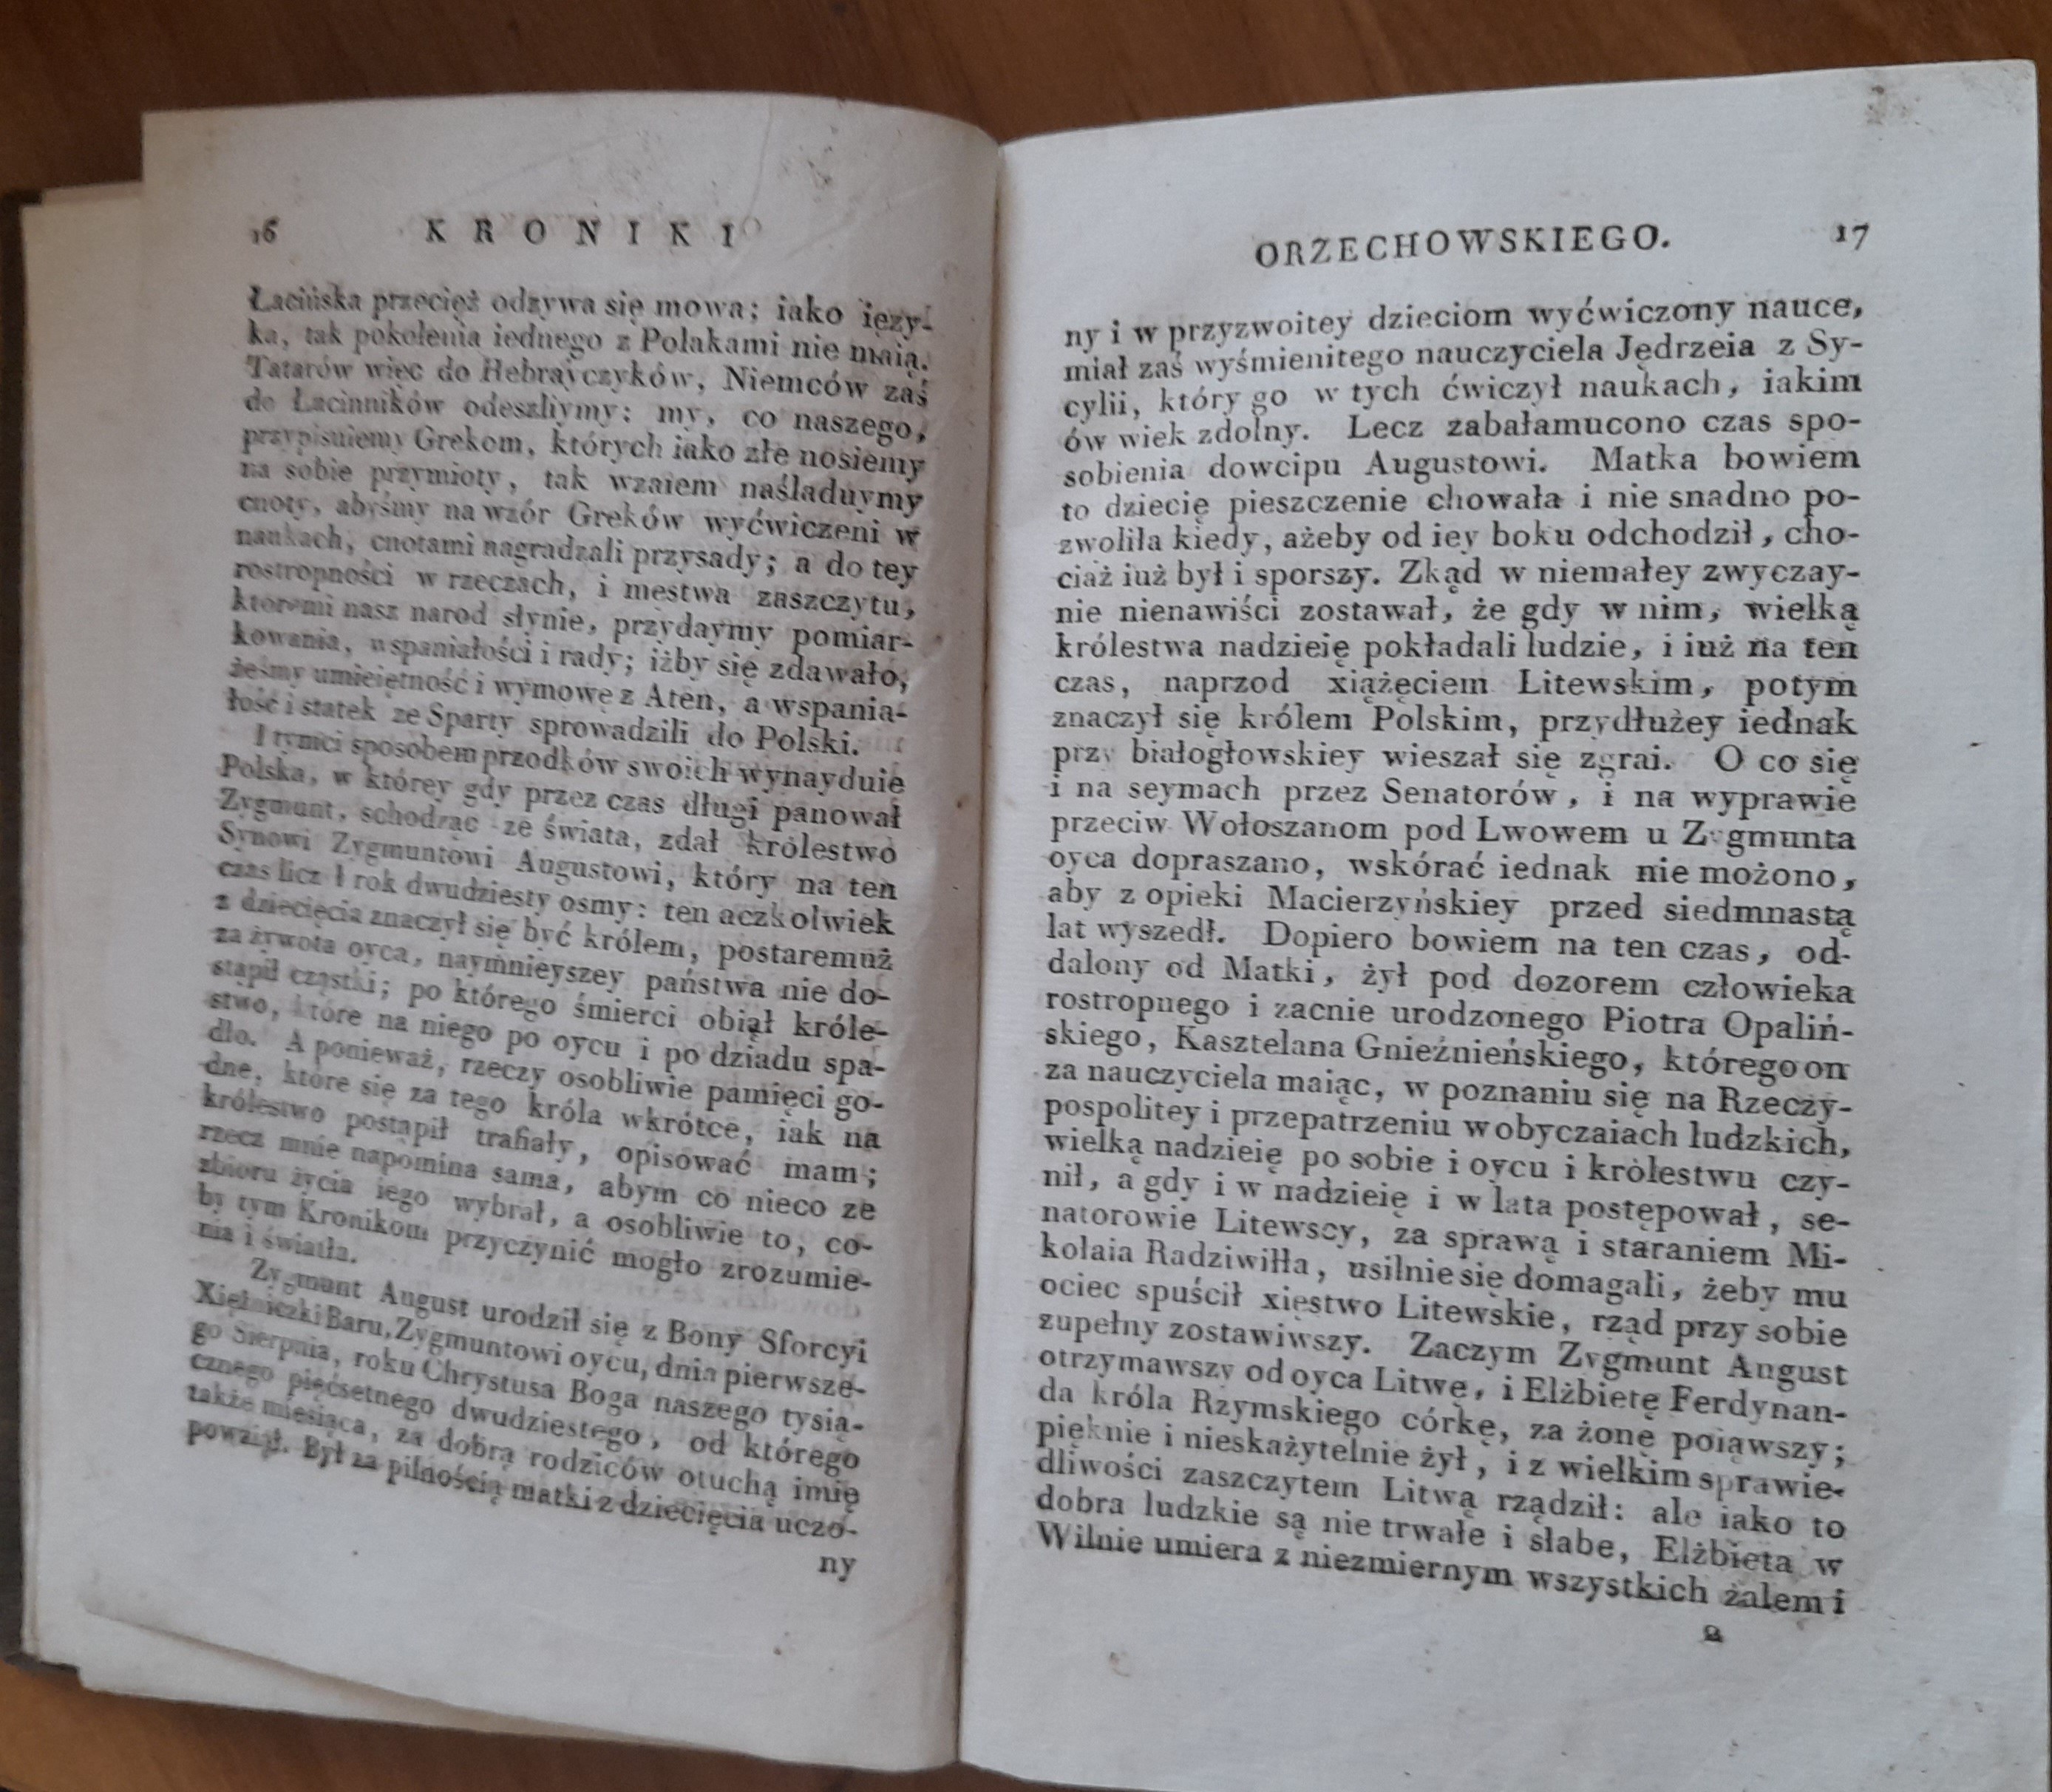 16
KRONIKI
Łacińska przecięż odzywa się mowa; iako ięzy-
ka, tak pokolenia iednego z Polakami nie maią.
Tatarów więc do Hebrayczyków, Niemców zaś
do Łacinników odeszliymy: my, co naszego,
przypisuiemy Grekom, których iako złe nosiemy
na sobie przymioty, tak wzaiem naśladuymy
cnoty, abyśmy na wzór Greków wyćwiczeni w
naukach, cnotami nagradzali przysady; a do tey
rostropności w rzeczach, i mestwa zaszczytu,
ktoremi nasz narod słynie, przydaymy pomiar-
kowania, wspaniałości i rady; iżby się zdawało,
żeśmy umieiętność i wymowę z Aten, a wspania-
łość i statek ze Sparty sprowadzili do Polski.
I tymci sposobem przodków swoich wynayduie
Polska, w którey gdy przez czas długi panował
Zygmunt, schodząc ze świata, zdał królestwo
Synowi Zygmuntowi Augustowi, który na ten
czas licz ł rok dwudziesty osmy: ten aczkolwiek
z dziecięcia znaczył się być królem, postaremuż
za żywota oyca, naymnieyszey państwa nie do-
stąpił cząstki; po którego śmierci obiął króle-
stwo, które na niego po oycu i po dziadu spa-
dło. A ponieważ, rzeczy osobliwie pamięci go-
dne, które się za tego króla wkrótce, iak na
królestwo postąpił trafiały, opisować mam;
rzecz mnie napomina sama, abym co nieco ze
zbioru życia iego wybrał, a osobliwie to, co-
by tym Kronikom przyczynić mogło zrozumie-
nia i światła.
Zygmunt August urodził się z Bony Sforcyi
Xiężniczki Baru, Zygmuntowi oycu, dnia pierwsze-
go Sierpnia, roku Chrystusa Boga naszego tysią-
cznego pięćsetnego dwudziestego, od którego
także miesiąca, za dobrą rodziców otuchą imię
powziął. Był za pilnością matki z dziecięcia uczo-
ny
ORZECHOWSKIEGO.
17
ny i w przyzwoitey dzieciom wyćwiczony nauce,
miał zaś wyśmienitego nauczyciela Jędrzeia z Sy-
cylii, który go w tych ćwiczył naukach, iakim
ów wiek zdolny. Lecz zabałamucono czas spo-
sobienia dowcipu Augustowi. Matka bowiem
to dziecię pieszczenie chowała i nie snadno po-
zwoliła kiedy, ażeby od iey boku odchodził, cho-
ciaż iuż był i sporszy. Zkąd w niemałey zwyczay-
nie nienawiści zostawał, że gdy w nim, wielką
królestwa nadzieię pokładali ludzie, i iuż na ten
czas, naprzod xiążęciem Litewskim, potym
znaczył się królem Polskim, przydłużey iednak
przy białogłowskiey wieszał się zgrai. O co się
i na seymach przez Senatorów, i na wyprawie
przeciw Wołoszanom pod Lwowem u Zygmunta
oyca dopraszano, wskórać iednak nie możono,
aby z opieki Macierzyńskiey przed siedmnastą
lat wyszedł. Dopiero bowiem na ten czas, od-
dalony od Matki, żył pod dozorem człowieka
rostropnego i zacnie urodzonego Piotra Opaliń-
skiego, Kasztelana Gnieźnieńskiego, którego on
za nauczyciela maiąc, w poznaniu się na Rzeczy-
pospolitey i przepatrzeniu w obyczaiach ludzkich,
wielką nadzieię po sobie i oycu i królestwu czy-
nił, a gdy i w nadzieię i w lata postępował, se-
natorowie Litewscy, za sprawą i staraniem Mi-
kołaia Radziwiłła, usilnie się domagali, żeby mu
ociec spuścił xięstwo Litewskie, rząd przy sobie
zupełny zostawiwszy. Zaczym Zygmunt August
otrzymawszy od oyca Litwę, i Elżbietę Ferdynan-
da króla Rzymskiego córkę, za żonę poiąwszy;
pięknie i nieskażytelnie żył, i z wielkim sprawie-
dliwości zaszczytem Litwą rządził: ale iako to
dobra ludzkie są nie trwałe i słabe, Elżbieta w
Wilnie umiera z niezmiernym wszystkich żalem i
2